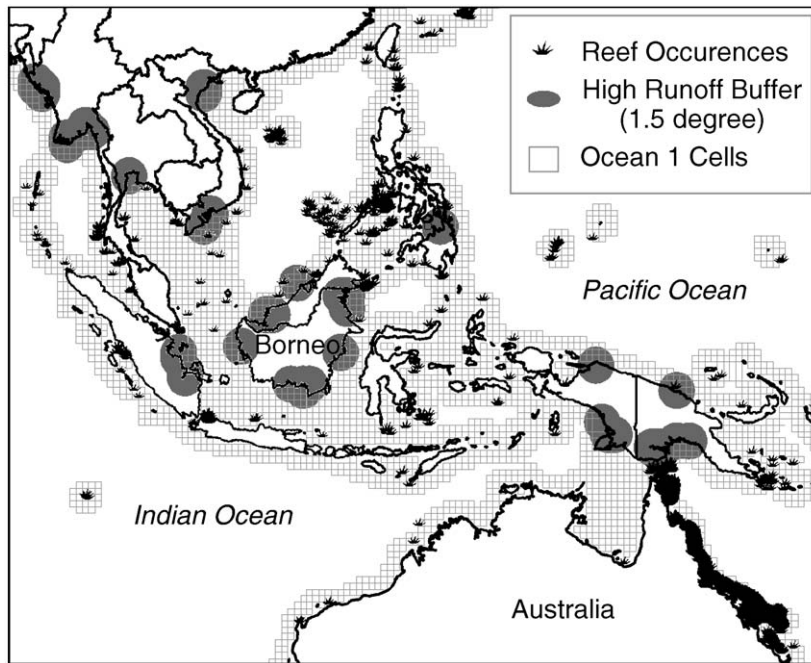 Reef Occurences
High Runoff Buffer
(1.5 degree)
Ocean 1 Cells
Pacific Ocean
Borneo
Indian Ocean
Australia